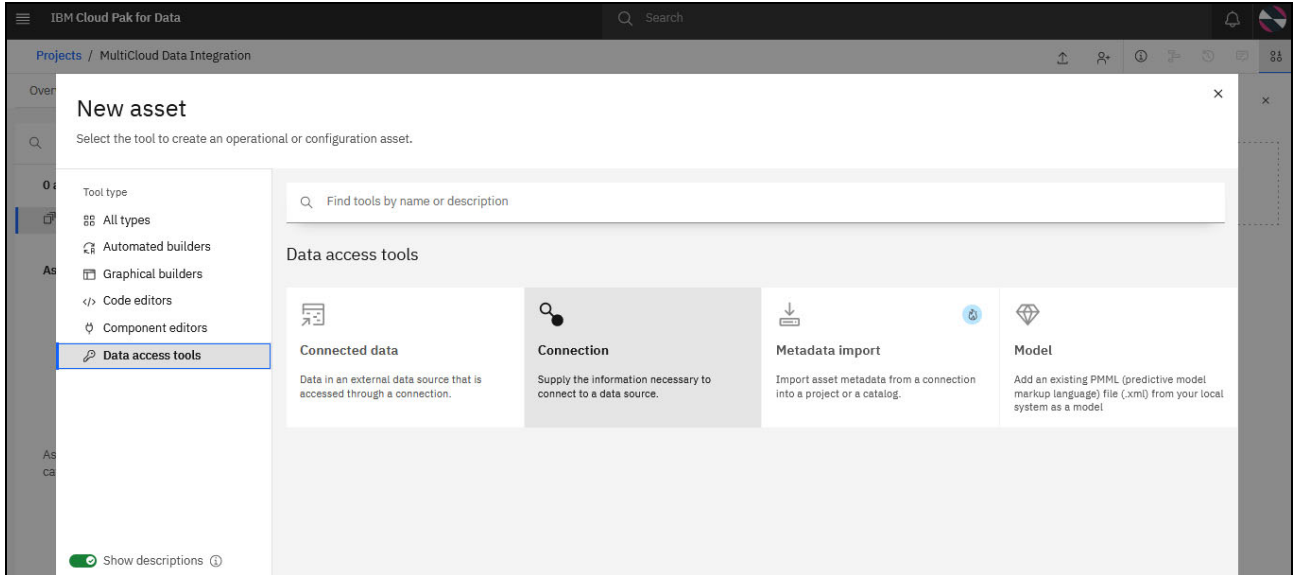 IBM Cloud Pak for Data
Search
Projects / MultiCloud Data Integration
Over
New asset
Select the tool to create an operational or configuration asset.
0 a
As
As
ca
Tool type
All types
Automated builders
Graphical builders
Code editors
Component editors
Data access tools
Show descriptions
Find tools by name or description
Data access tools
Connected data
Data in an external data source that is
accessed through a connection.
Connection
Supply the information necessary to
connect to a data source.
Metadata import
Import asset metadata from a connection
into a project or a catalog.
Model
Add an existing PMML (predictive model
markup language) file (.xml) from your local
system as a model